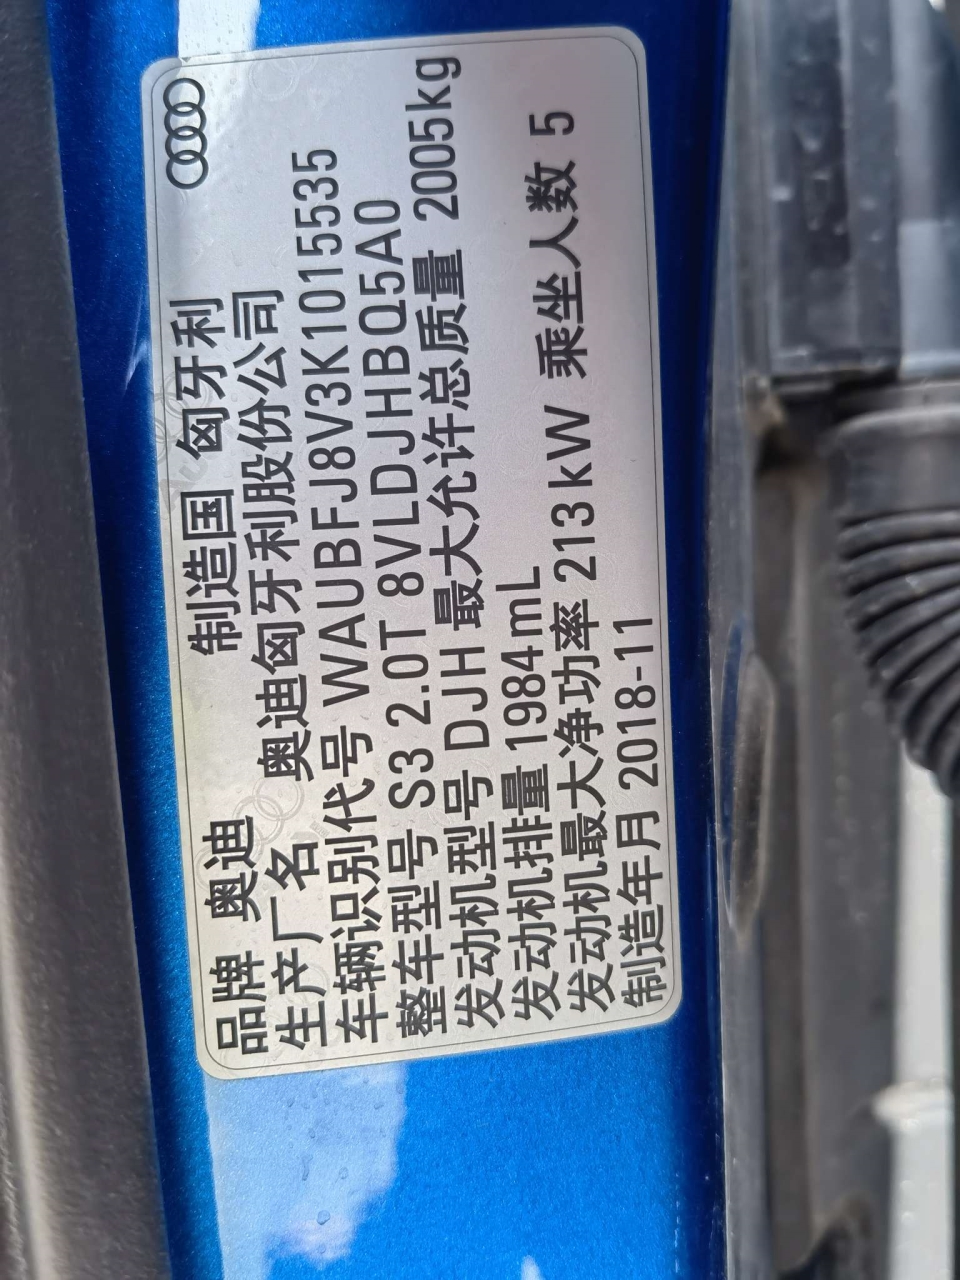 品牌 奥迪 制造国 匈牙利
生产厂名 奥迪匈牙利股份公司
车辆识别代号 WAUBFJ8V3K1015535
整车型号 S3 2.0T 8VLDJHBQ5A0
发动机型号 DJH 最大允许总质量 2005kg
发动机排量 1984mL
发动机最大净功率 213kW 乘坐人数 5
制造年月 2018-11